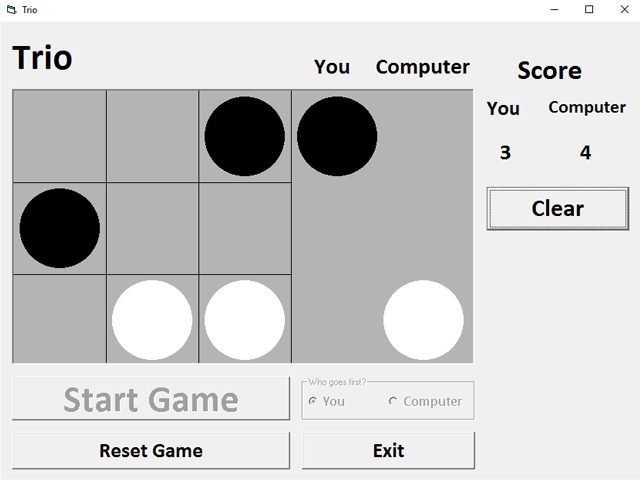 Trio
Trio
You Computer
Score
You Computer
3 4
Clear
Start Game
Who goes first?
You Computer
Reset Game
Exit